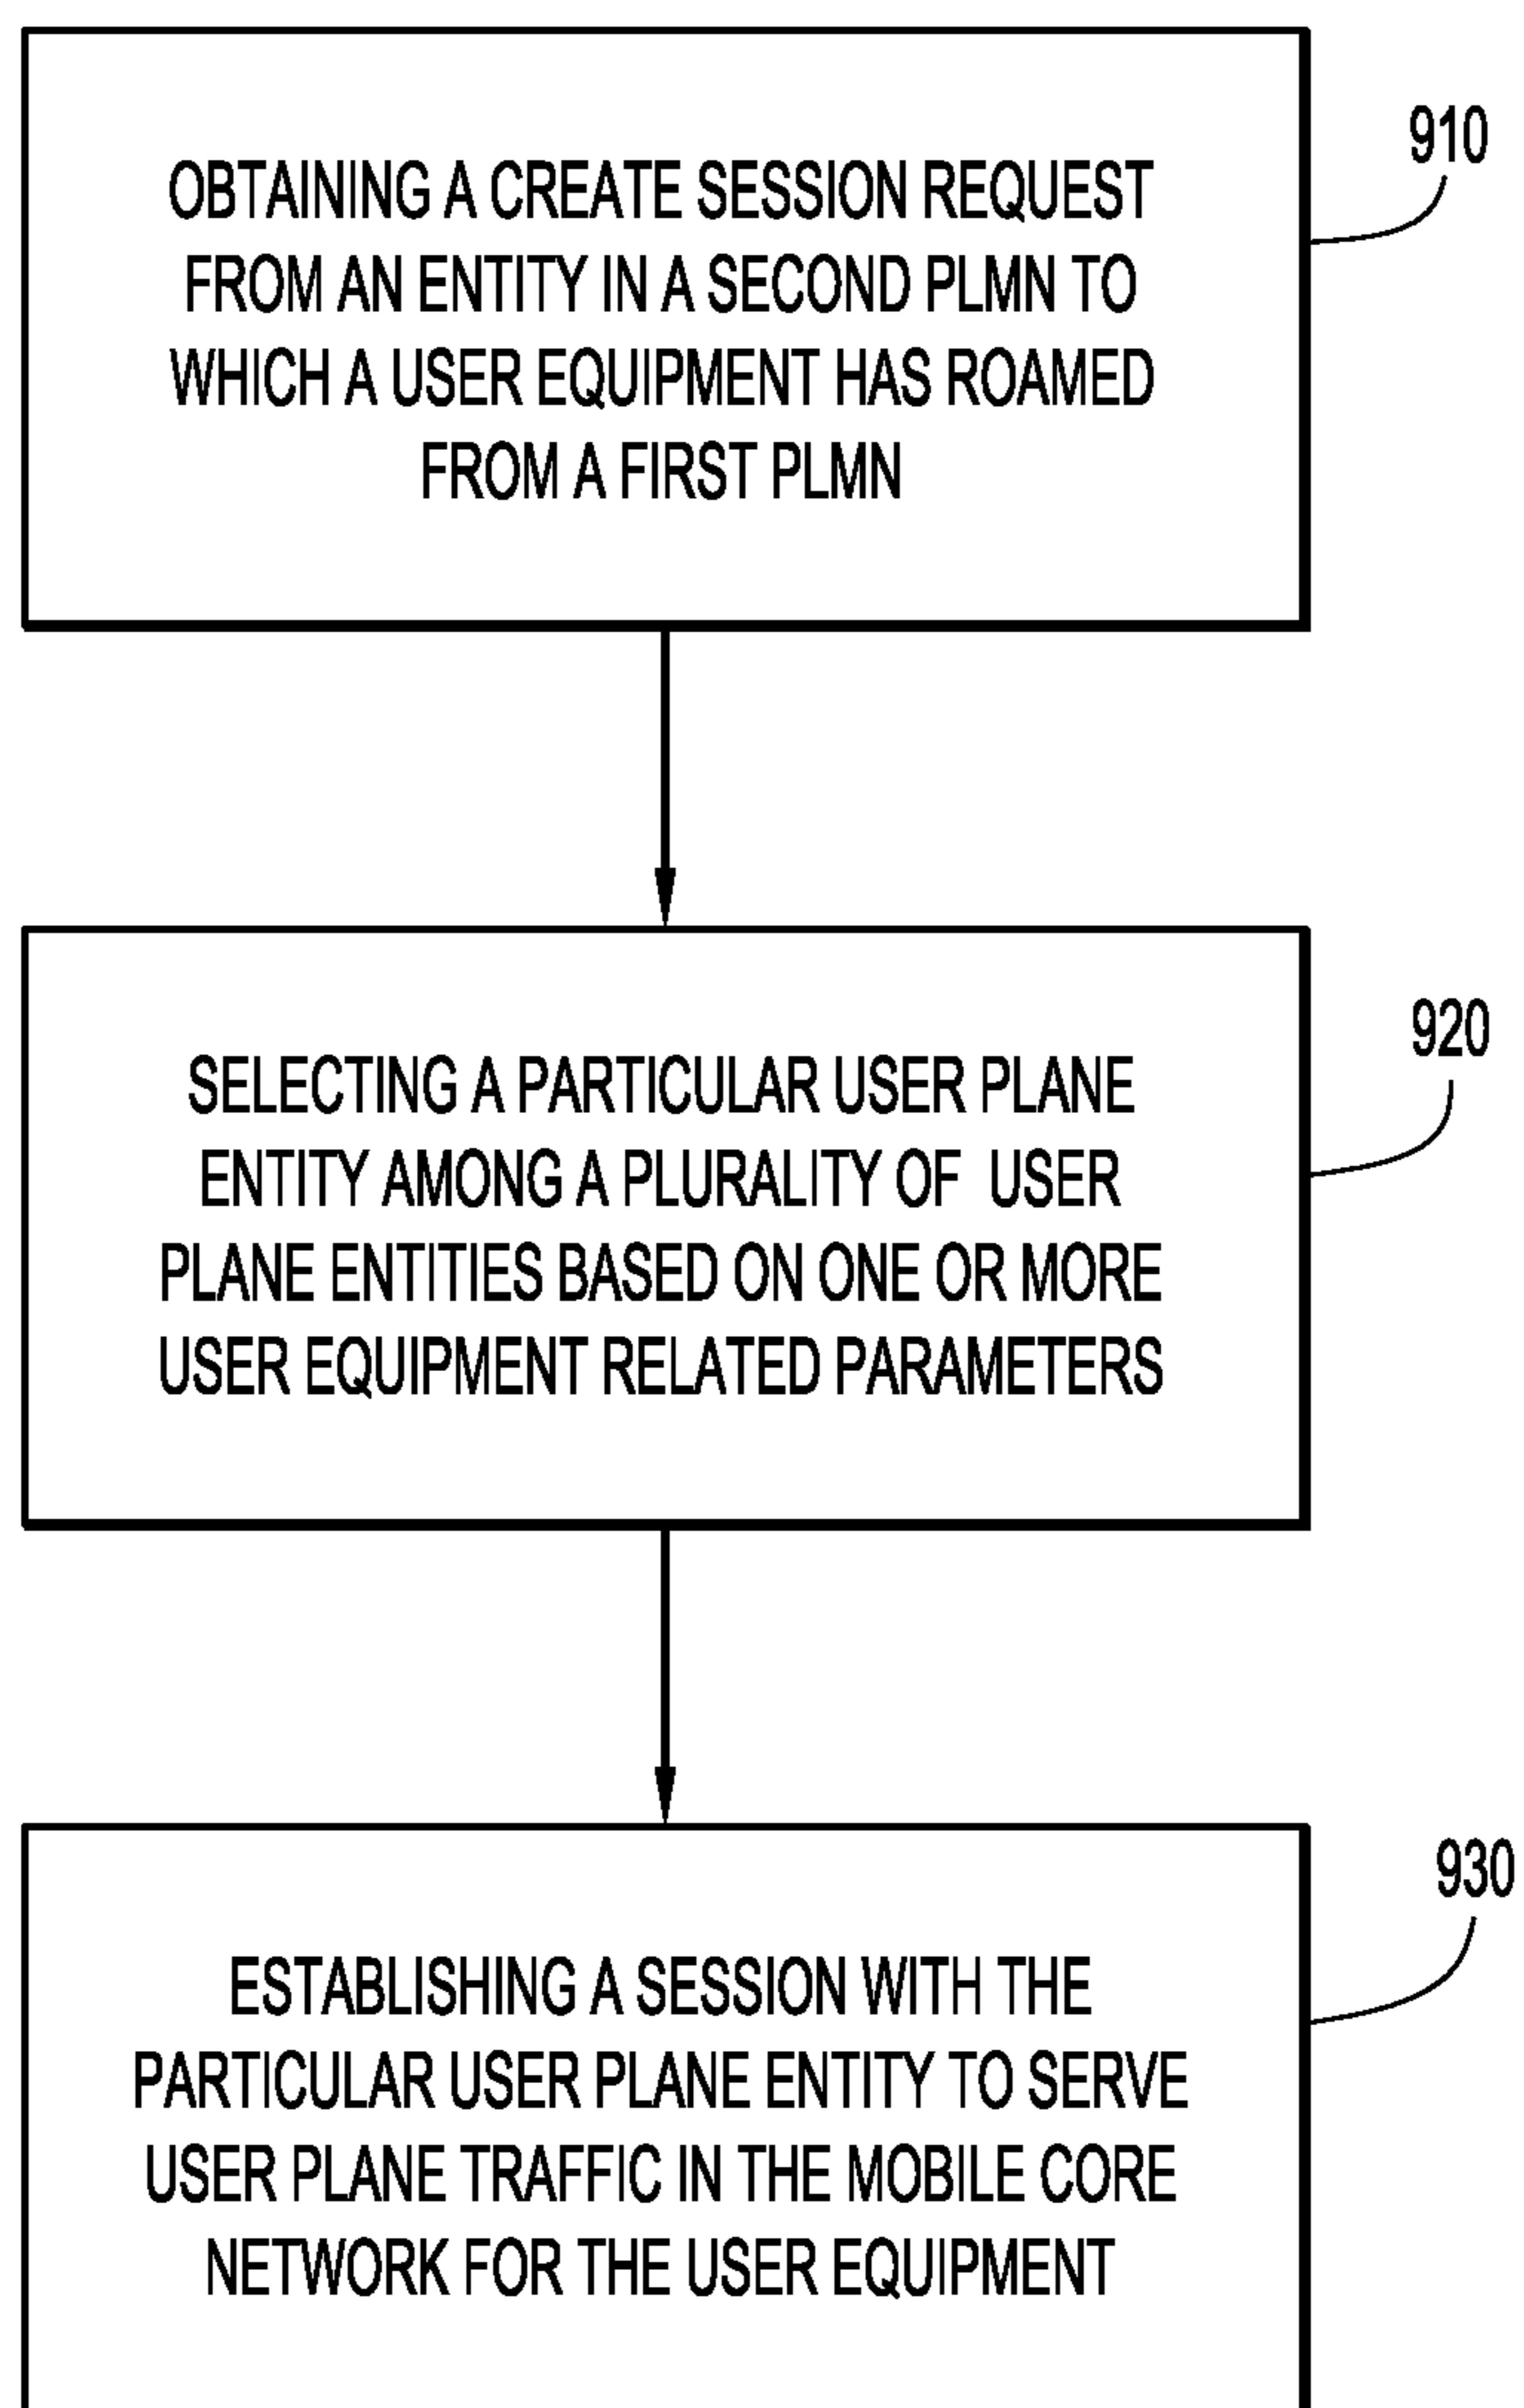 910
OBTAINING A CREATE SESSION REQUEST
FROM AN ENTITY IN A SECOND PLMN TO
WHICH A USER EQUIPMENT HAS ROAMED
FROM A FIRST PLMN
920
SELECTING A PARTICULAR USER PLANE
ENTITY AMONG A PLURALITY OF USER
PLANE ENTITIES BASED ON ONE OR MORE
USER EQUIPMENT RELATED PARAMETERS
930
ESTABLISHING A SESSION WITH THE
PARTICULAR USER PLANE ENTITY TO SERVE
USER PLANE TRAFFIC IN THE MOBILE CORE
NETWORK FOR THE USER EQUIPMENT